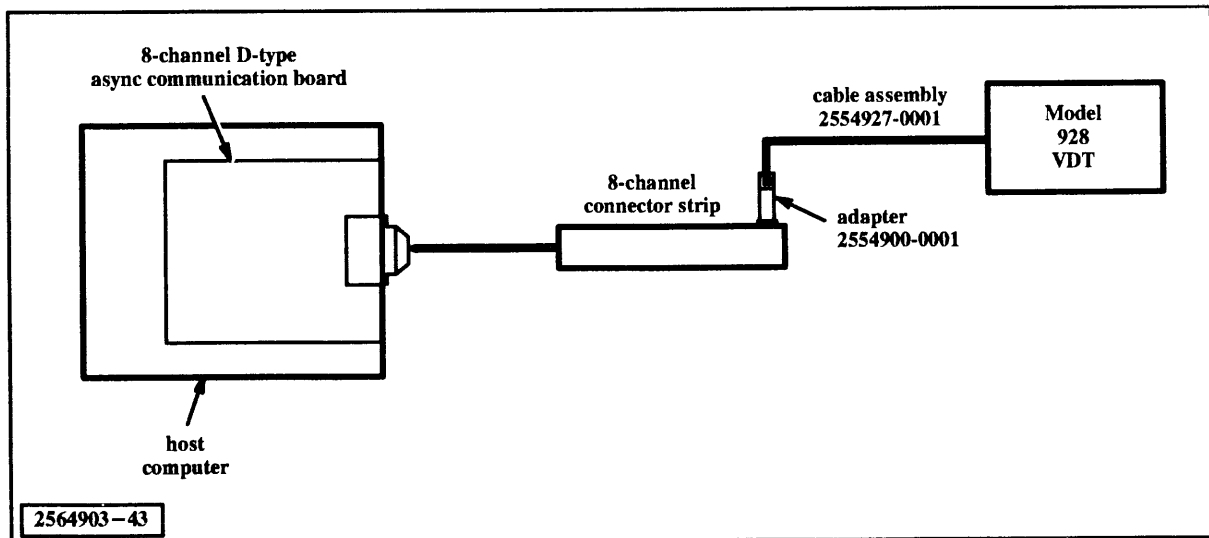 8-channel D-type
async communication board
cable assembly
2554927-0001
Model
928
VDT
8-channel
connector strip
adapter
2554900-0001
host
computer
2564903-43